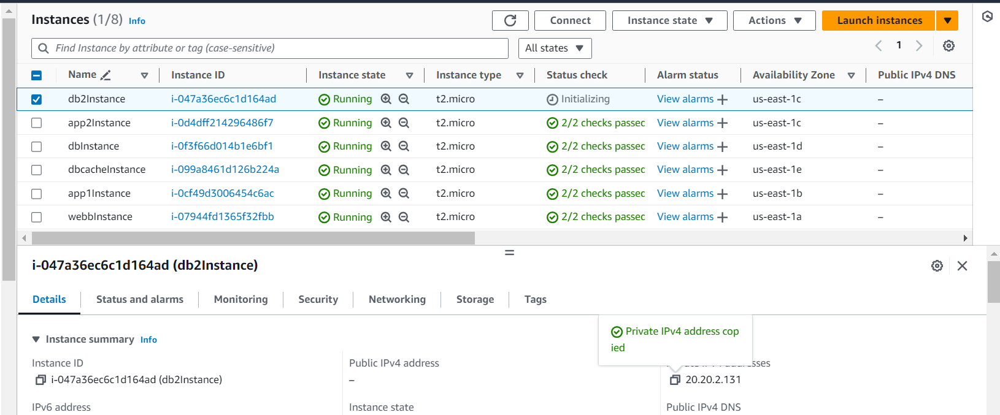 Instances (1/8) Info
Connect
Instance state
Actions
Launch instances
Find Instance by attribute or tag (case-sensitive)
All states
1
Name Instance ID Instance state Instance type Status check Alarm status Availability Zone Public IPv4 DNS
db2Instance i-047a36ec6c1d164ad Running t2.micro Initializing View alarms us-east-1c –
app2Instance i-0d4dff214296486f7 Running t2.micro 2/2 checks passed View alarms us-east-1c –
dbInstance i-0f3f66d014b1e6bf1 Running t2.micro 2/2 checks passed View alarms us-east-1d –
dbcacheInstance i-099a8461d126b224a Running t2.micro 2/2 checks passed View alarms us-east-1e –
app1Instance i-0cf49d3006454c6ac Running t2.micro 2/2 checks passed View alarms us-east-1b –
webbInstance i-07944fd1365f32fbb Running t2.micro 2/2 checks passed View alarms us-east-1a –
i-047a36ec6c1d164ad (db2Instance)
Details Status and alarms Monitoring Security Networking Storage Tags
Private IPv4 address cop
ied
Instance summary Info
Instance ID
i-047a36ec6c1d164ad (db2Instance)
Public IPv4 address
–
20.20.2.131
IPv6 address
Instance state
Public IPv4 DNS